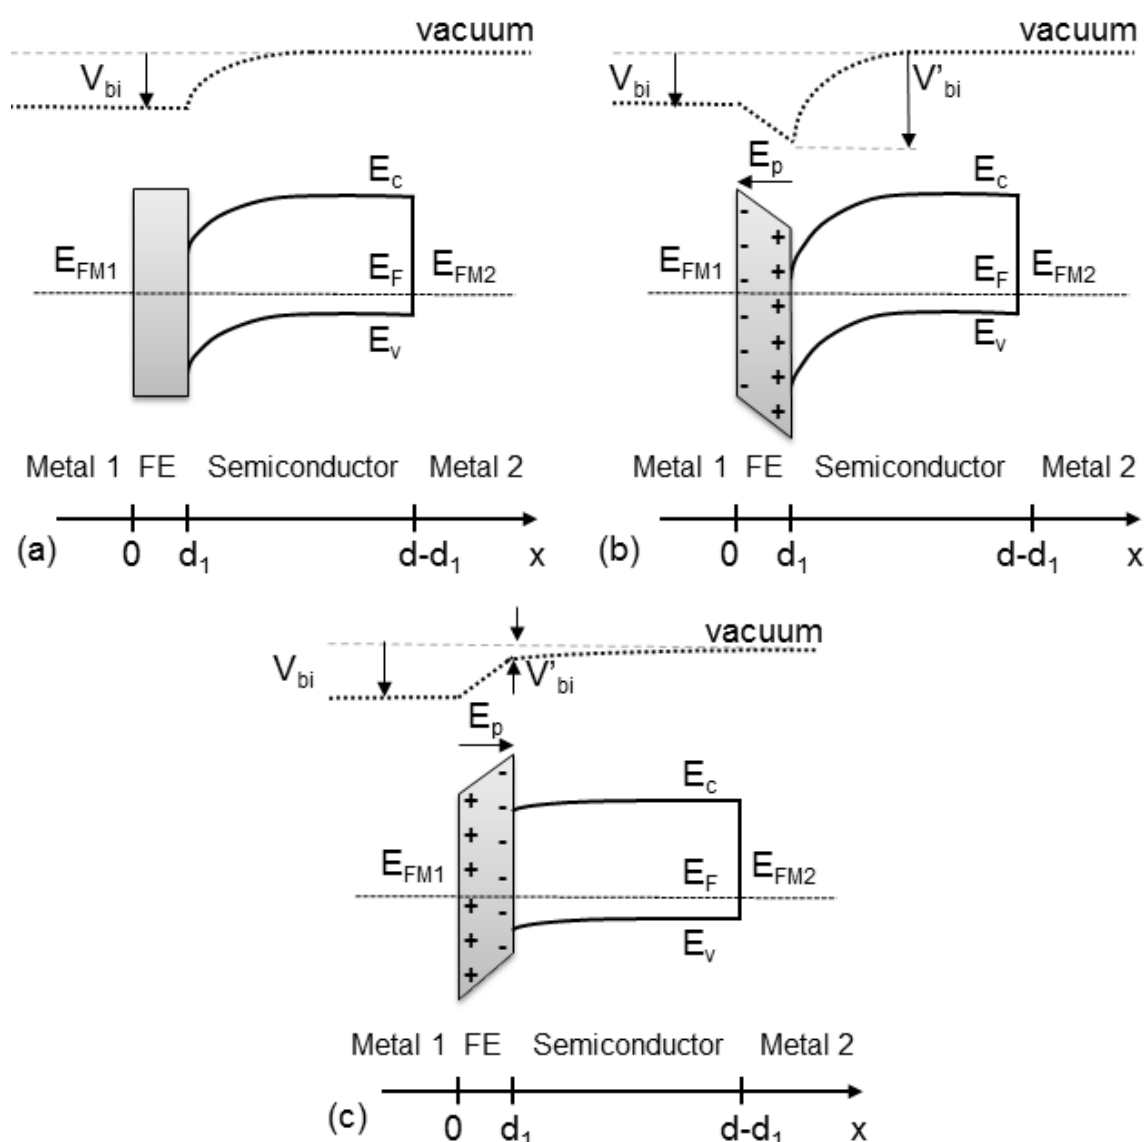 vacuum
V_bi
E_c
E_FM1
E_F
E_FM2
E_v
Metal 1 FE Semiconductor Metal 2
0 d_1 d-d_1 x
(a)
vacuum
V_bi
V'_bi
E_p
E_c
- +
- +
E_FM1
- +
E_F
E_FM2
- +
- +
E_v
- +
+
Metal 1 FE Semiconductor Metal 2
0 d_1 d-d_1 x
(b)
vacuum
V_bi
V'_bi
E_p
-
E_c
+ -
+ -
E_FM1
+ -
E_F
E_FM2
+ -
+ -
E_v
+
Metal 1 FE Semiconductor Metal 2
0 d_1 d-d_1 x
(c)